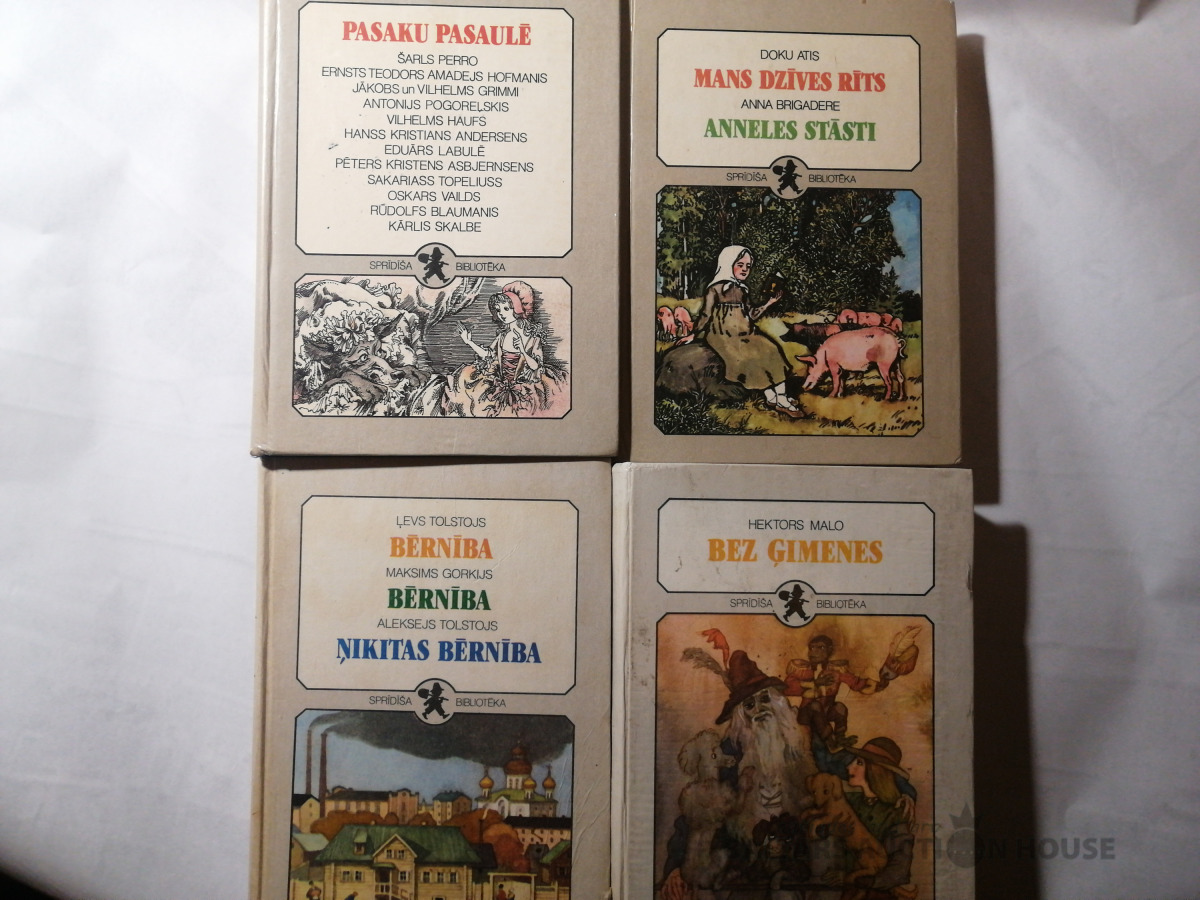 PASAKU PASAULĒ
ŠARLS PERRO
ERNSTS TEODORS AMADEJS HOFMANIS
JĀKOBS un VILHELMS GRIMMI
ANTONIJS POGOREĻSKIS
VILHELMS HAUFS
HANSS KRISTIANS ANDERSENS
EDUĀRS LABULĒ
PĒTERS KRISTENS ASBJERNSENS
SAKARIASS TOPELIUSS
OSKARS VAILDS
RŪDOLFS BLAUMANIS
KĀRLIS SKALBE
SPRĪDĪŠA BIBLIOTĒKA
DOKU ATIS
MANS DZĪVES RĪTS
ANNA BRIGADERE
ANNELES STĀSTI
SPRĪDĪŠA BIBLIOTĒKA
ĻEVS TOLSTOJS
BĒRNĪBA
MAKSIMS GORKIJS
BĒRNĪBA
ALEKSEJS TOLSTOJS
ŅIKITAS BĒRNĪBA
SPRĪDĪŠA BIBLIOTĒKA
HEKTORS MALO
BEZ ĢIMENES
SPRĪDĪŠA BIBLIOTĒKA
HOUSE